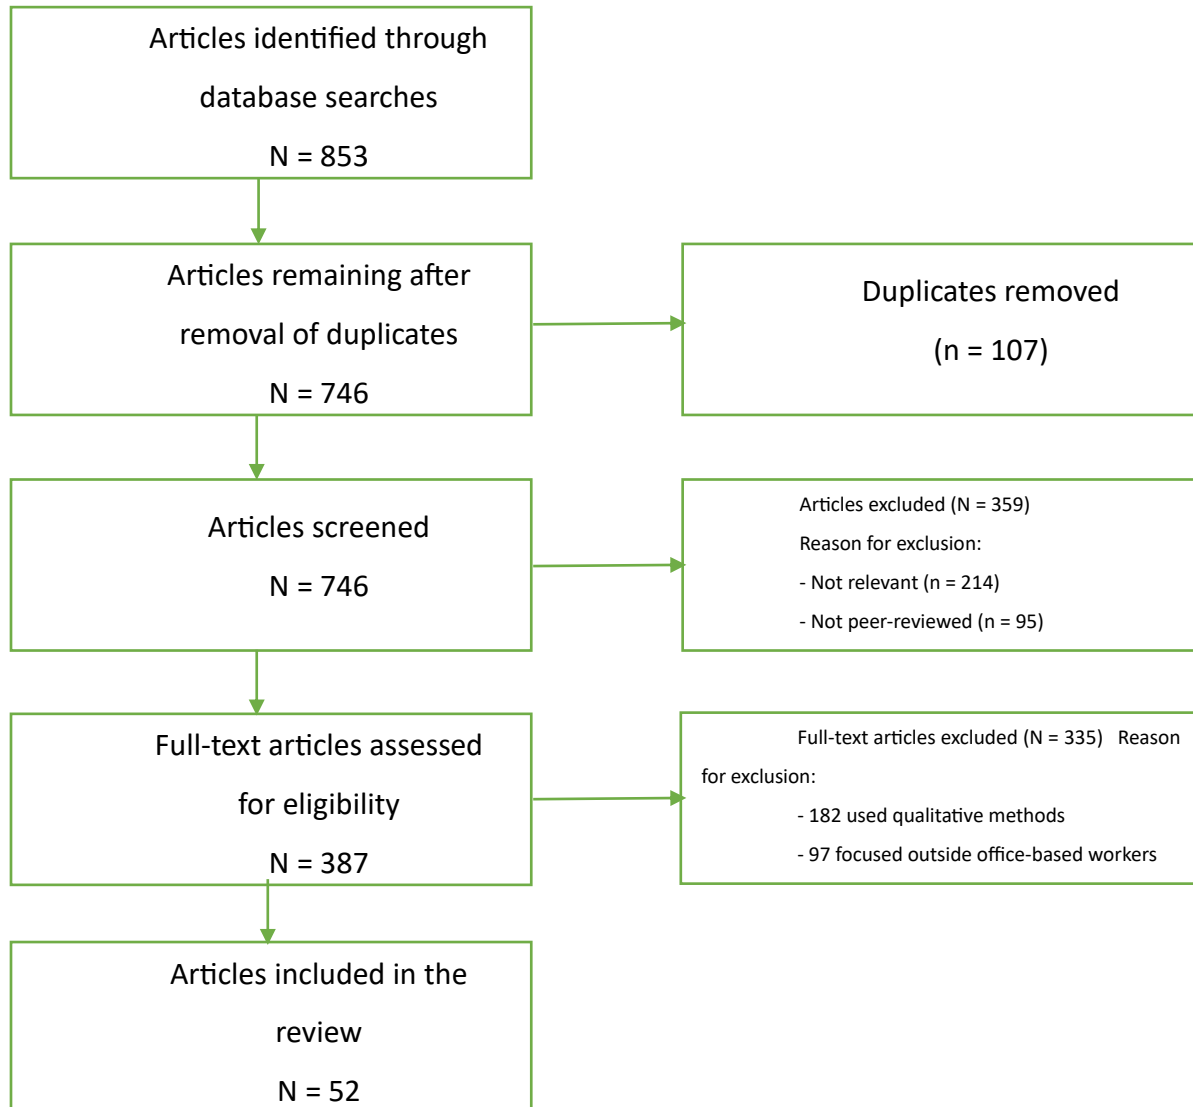 Articles identified through
database searches
N = 853
Articles remaining after
removal of duplicates
N = 746
Duplicates removed
(n = 107)
Articles screened
N = 746
Articles excluded (N = 359)
Reason for exclusion:
- Not relevant (n = 214)
- Not peer-reviewed (n = 95)
Full-text articles assessed
for eligibility
N = 387
Full-text articles excluded (N = 335) Reason
for exclusion:
- 182 used qualitative methods
- 97 focused outside office-based workers
Articles included in the
review
N = 52